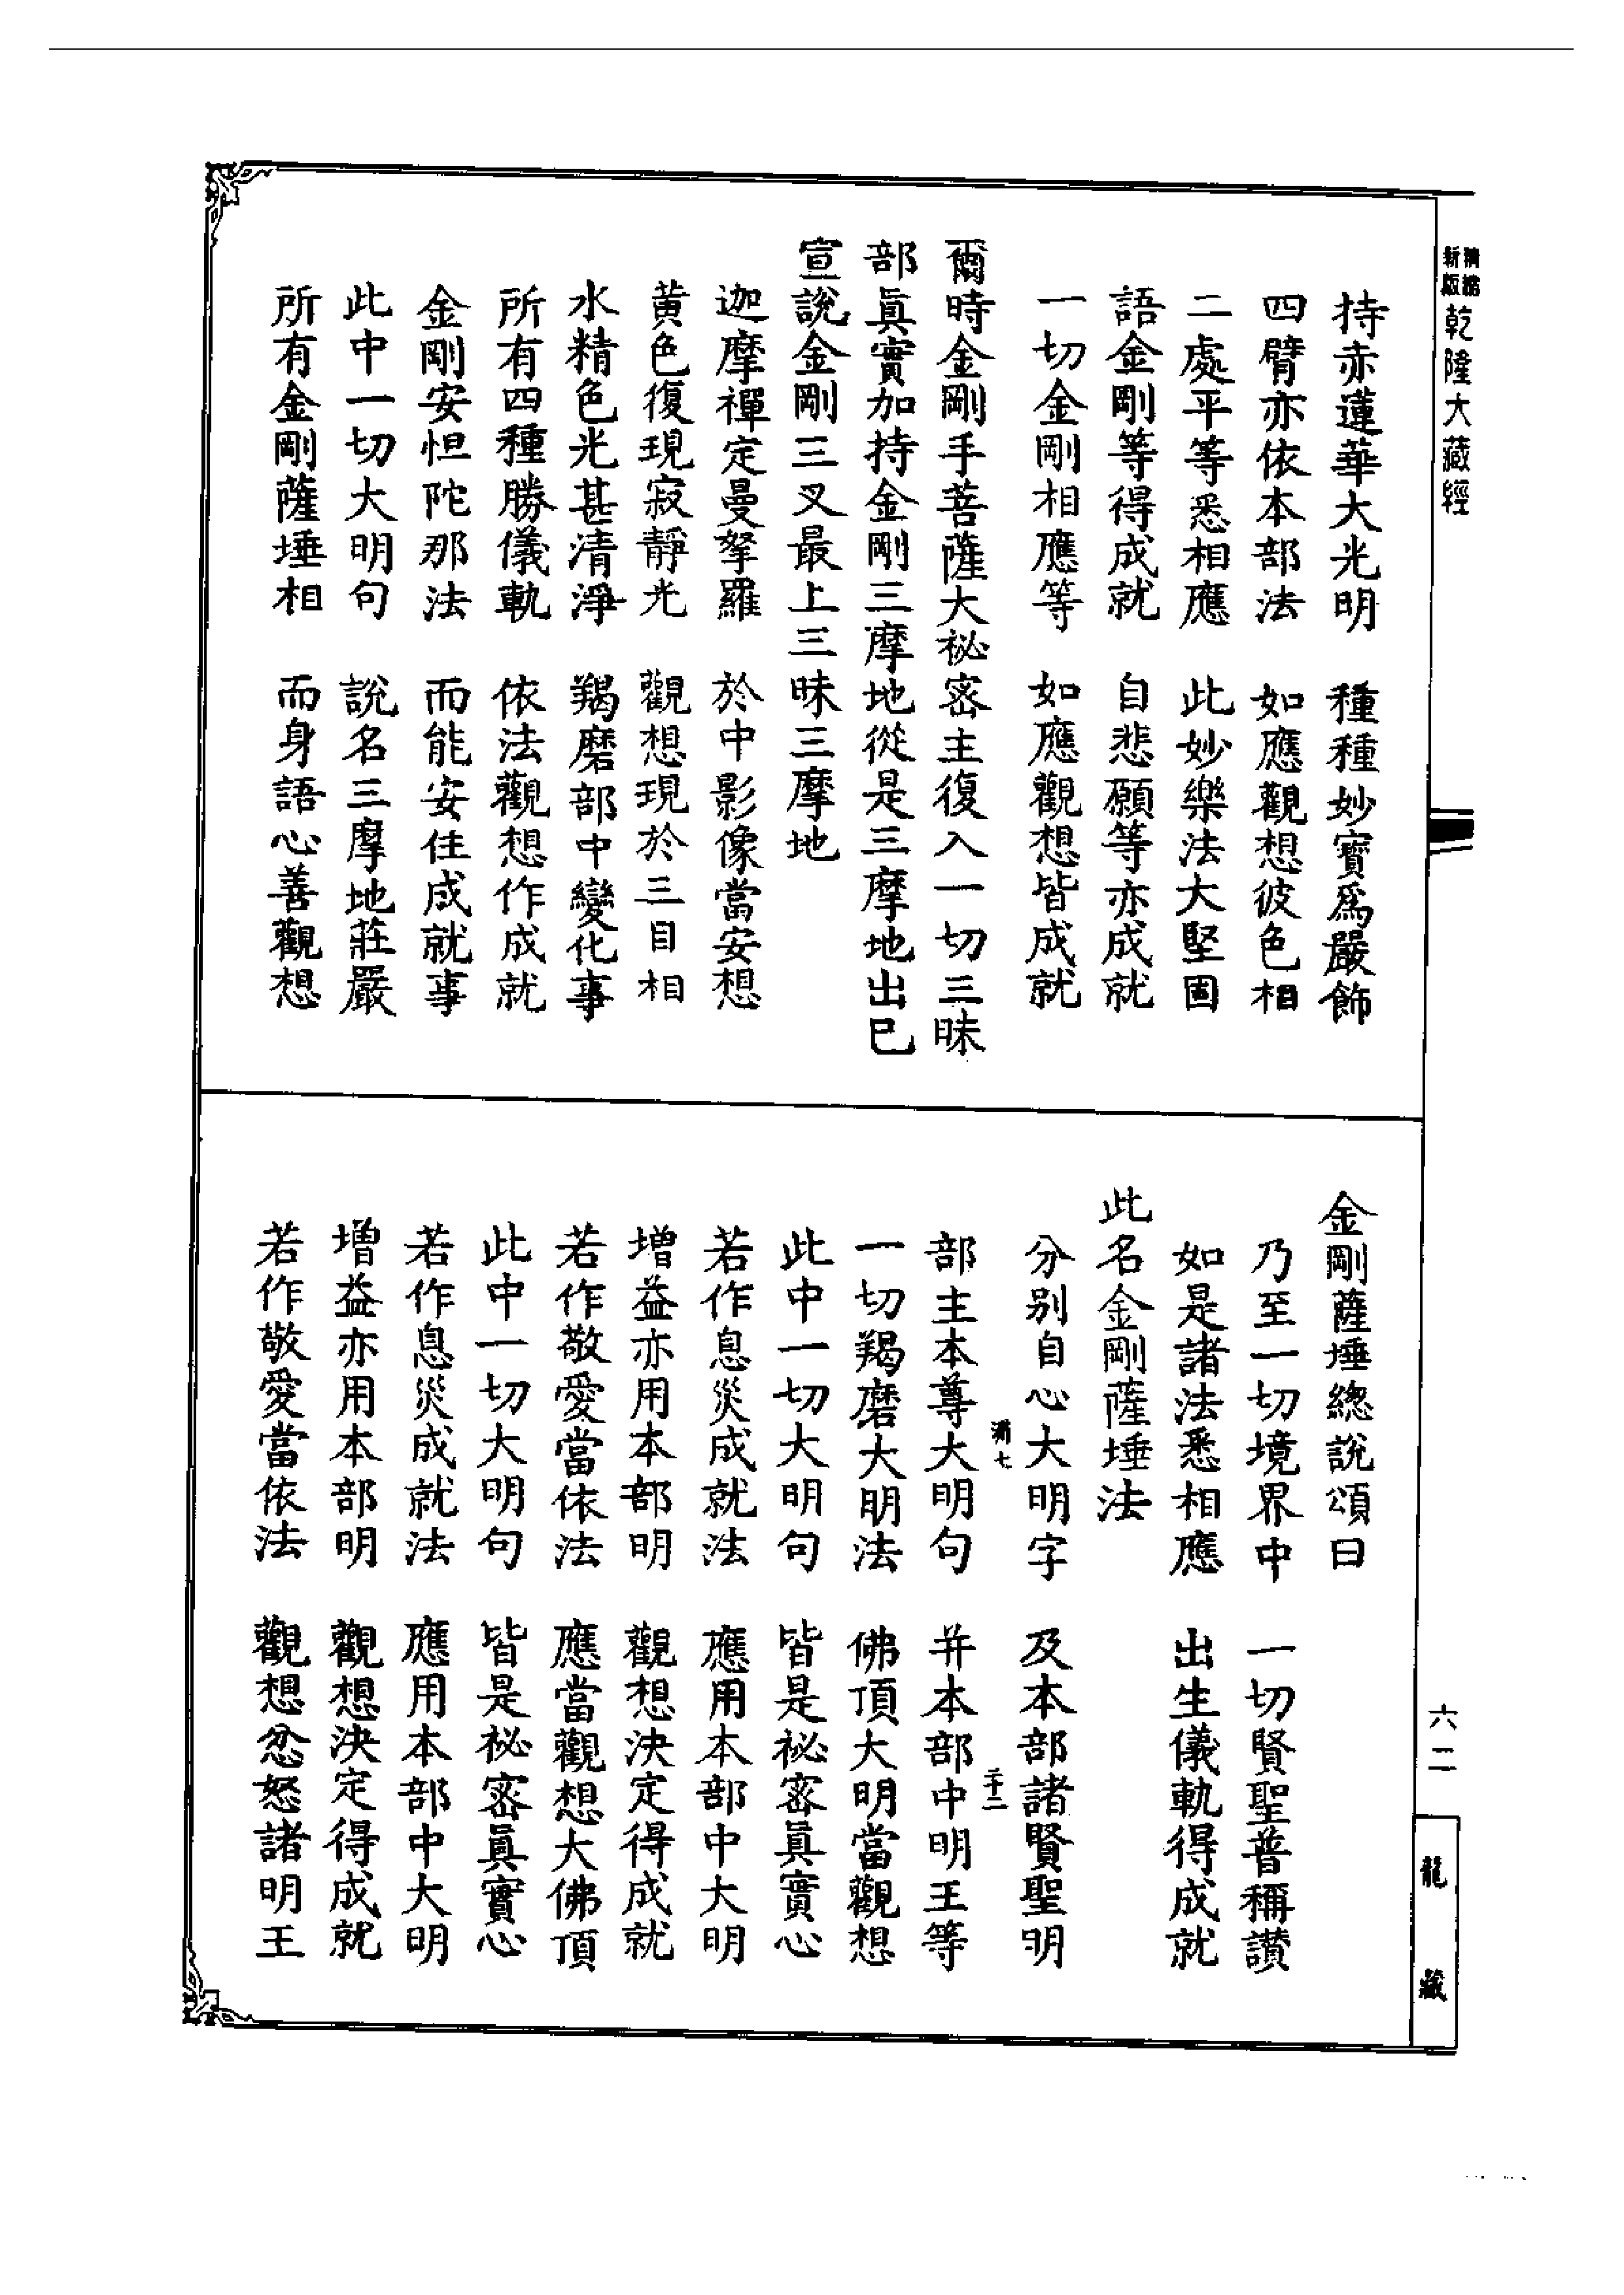 乾隆大藏經
持赤蓮華大光明　種種妙寶爲嚴飾
四臂亦依本部法　如應觀想彼色相
二處平等悉相應　此妙樂法大堅固
語金剛等得成就　自悲願等亦成就
一切金剛相應等　如應觀想皆成就
爾時金剛手菩薩大祕密主復入一切三昧
部眞實加持金剛三摩地從是三摩地出已
宣說金剛三叉最上三昧三摩地
迦摩禪定曼拏羅　於中影像當安想
黄色復現寂靜光　觀想現於三目相
水精色光甚清淨　羯磨部中變化事
所有四種勝儀軌　依法觀想作成就
金剛安怛陀那法　而能安住成就事
此中一切大明句　說名三摩地莊嚴
所有金剛薩埵相　而身語心善觀想
金剛薩埵總說頌曰
乃至一切境界中　一切賢聖普稱讃
如是諸法悉相應　出生儀軌得成就
此名金剛薩埵法
分別自心大明字　及本部諸賢聖明
部主本尊大明句　并本部中明王等
一切羯磨大明法　佛頂大明當觀想
此中一切大明句　皆是祕密眞實心
若作息災成就法　應用本部中大明
增益亦用本部明　觀想決定得成就
若作敬愛當依法　應當觀想大佛頂
此中一切大明句　皆是祕密眞實心
若作息災成就法　應用本部中大明
增益亦用本部明　觀想決定得成就
若作敬愛當依法　觀想忿怒諸明王
六二
龍藏